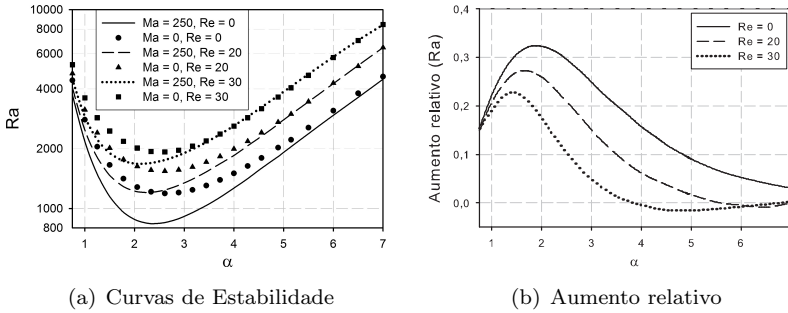 10000
8000
6000
4000
2000
1000
800
Ra
Ma = 250, Re = 0
Ma = 0, Re = 0
Ma = 250, Re = 20
Ma = 0, Re = 20
Ma = 250, Re = 30
Ma = 0, Re = 30
1 2 3 4 5 6 7
α
(a) Curvas de Estabilidade
0,4
0,3
0,2
0,1
0,0
Aumento relativo (Ra)
Re = 0
Re = 20
Re = 30
1 2 3 4 5 6
α
(b) Aumento relativo